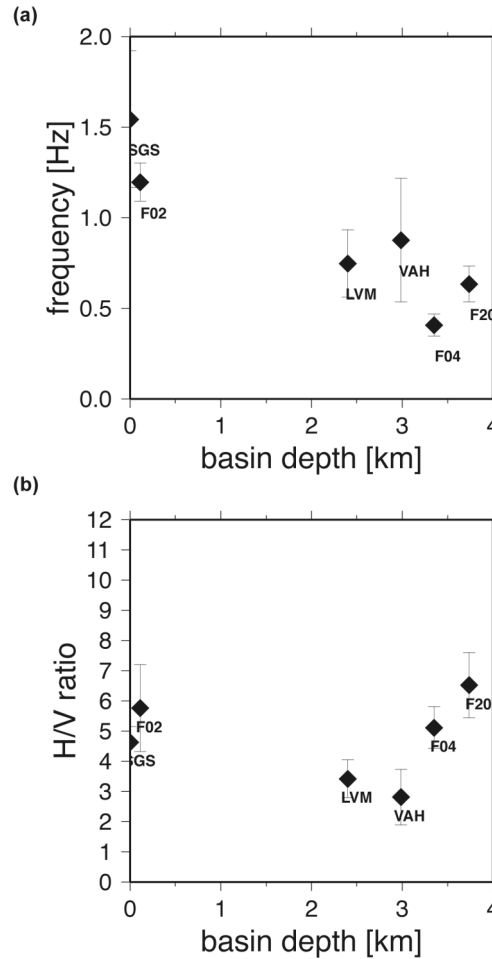 (a)
2.0
1.5
1.0
0.5
0.0
frequency [Hz]
SGS
F02
LVM
VAH
F04
F20
0 1 2 3 4
basin depth [km]
(b)
12
11
10
9
8
7
6
5
4
3
2
1
0
H/V ratio
F02
SGS
LVM
VAH
F04
F20
0 1 2 3 4
basin depth [km]